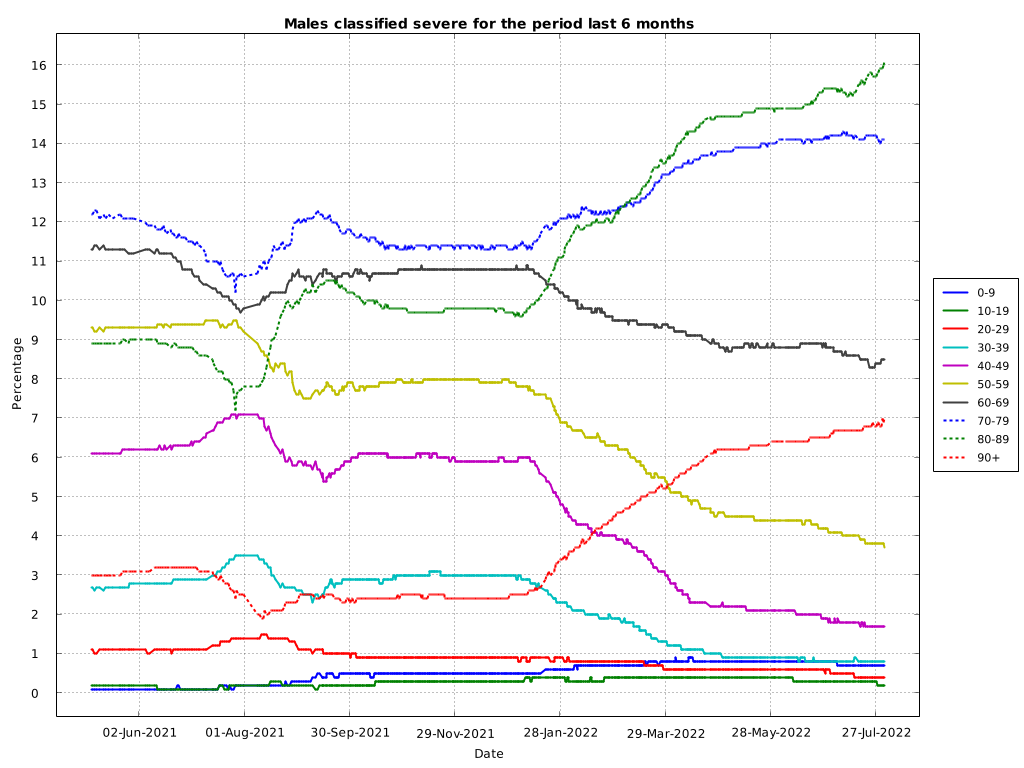 Males classified severe for the period last 6 months
16
15
14
13
12
11
10
9
8
7
6
5
4
3
2
1
0
Percentage
02-Jun-2021
01-Aug-2021
30-Sep-2021
29-Nov-2021
28-Jan-2022
29-Mar-2022
28-May-2022
27-Jul-2022
Date
0-9
10-19
20-29
30-39
40-49
50-59
60-69
70-79
80-89
90+